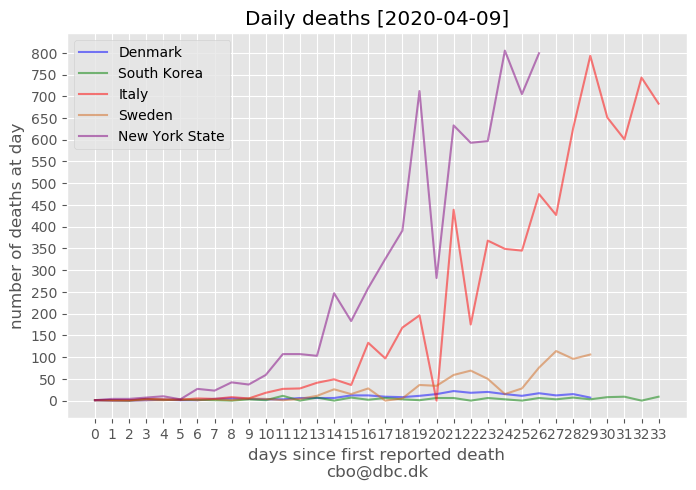 Daily deaths [2020-04-09]
Denmark
South Korea
Italy
Sweden
New York State
number of deaths at day
800
750
700
650
600
550
500
450
400
350
300
250
200
150
100
50
0
0 1 2 3 4 5 6 7 8 9 10 11 12 13 14 15 16 17 18 19 20 21 22 23 24 25 26 27 28 29 30 31 32 33
days since first reported death
cbo@dbc.dk